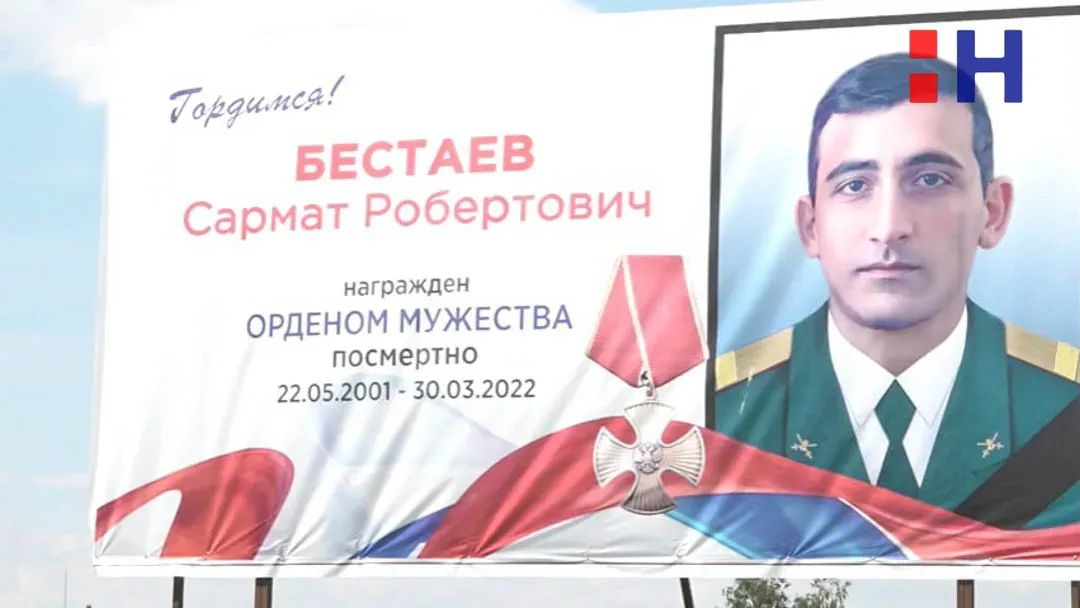 Гордимся!
БЕСТАЕВ
Сармат Робертович
награжден
ОРДЕНОМ МУЖЕСТВА
посмертно
22.05.2001 - 30.03.2022
:Н